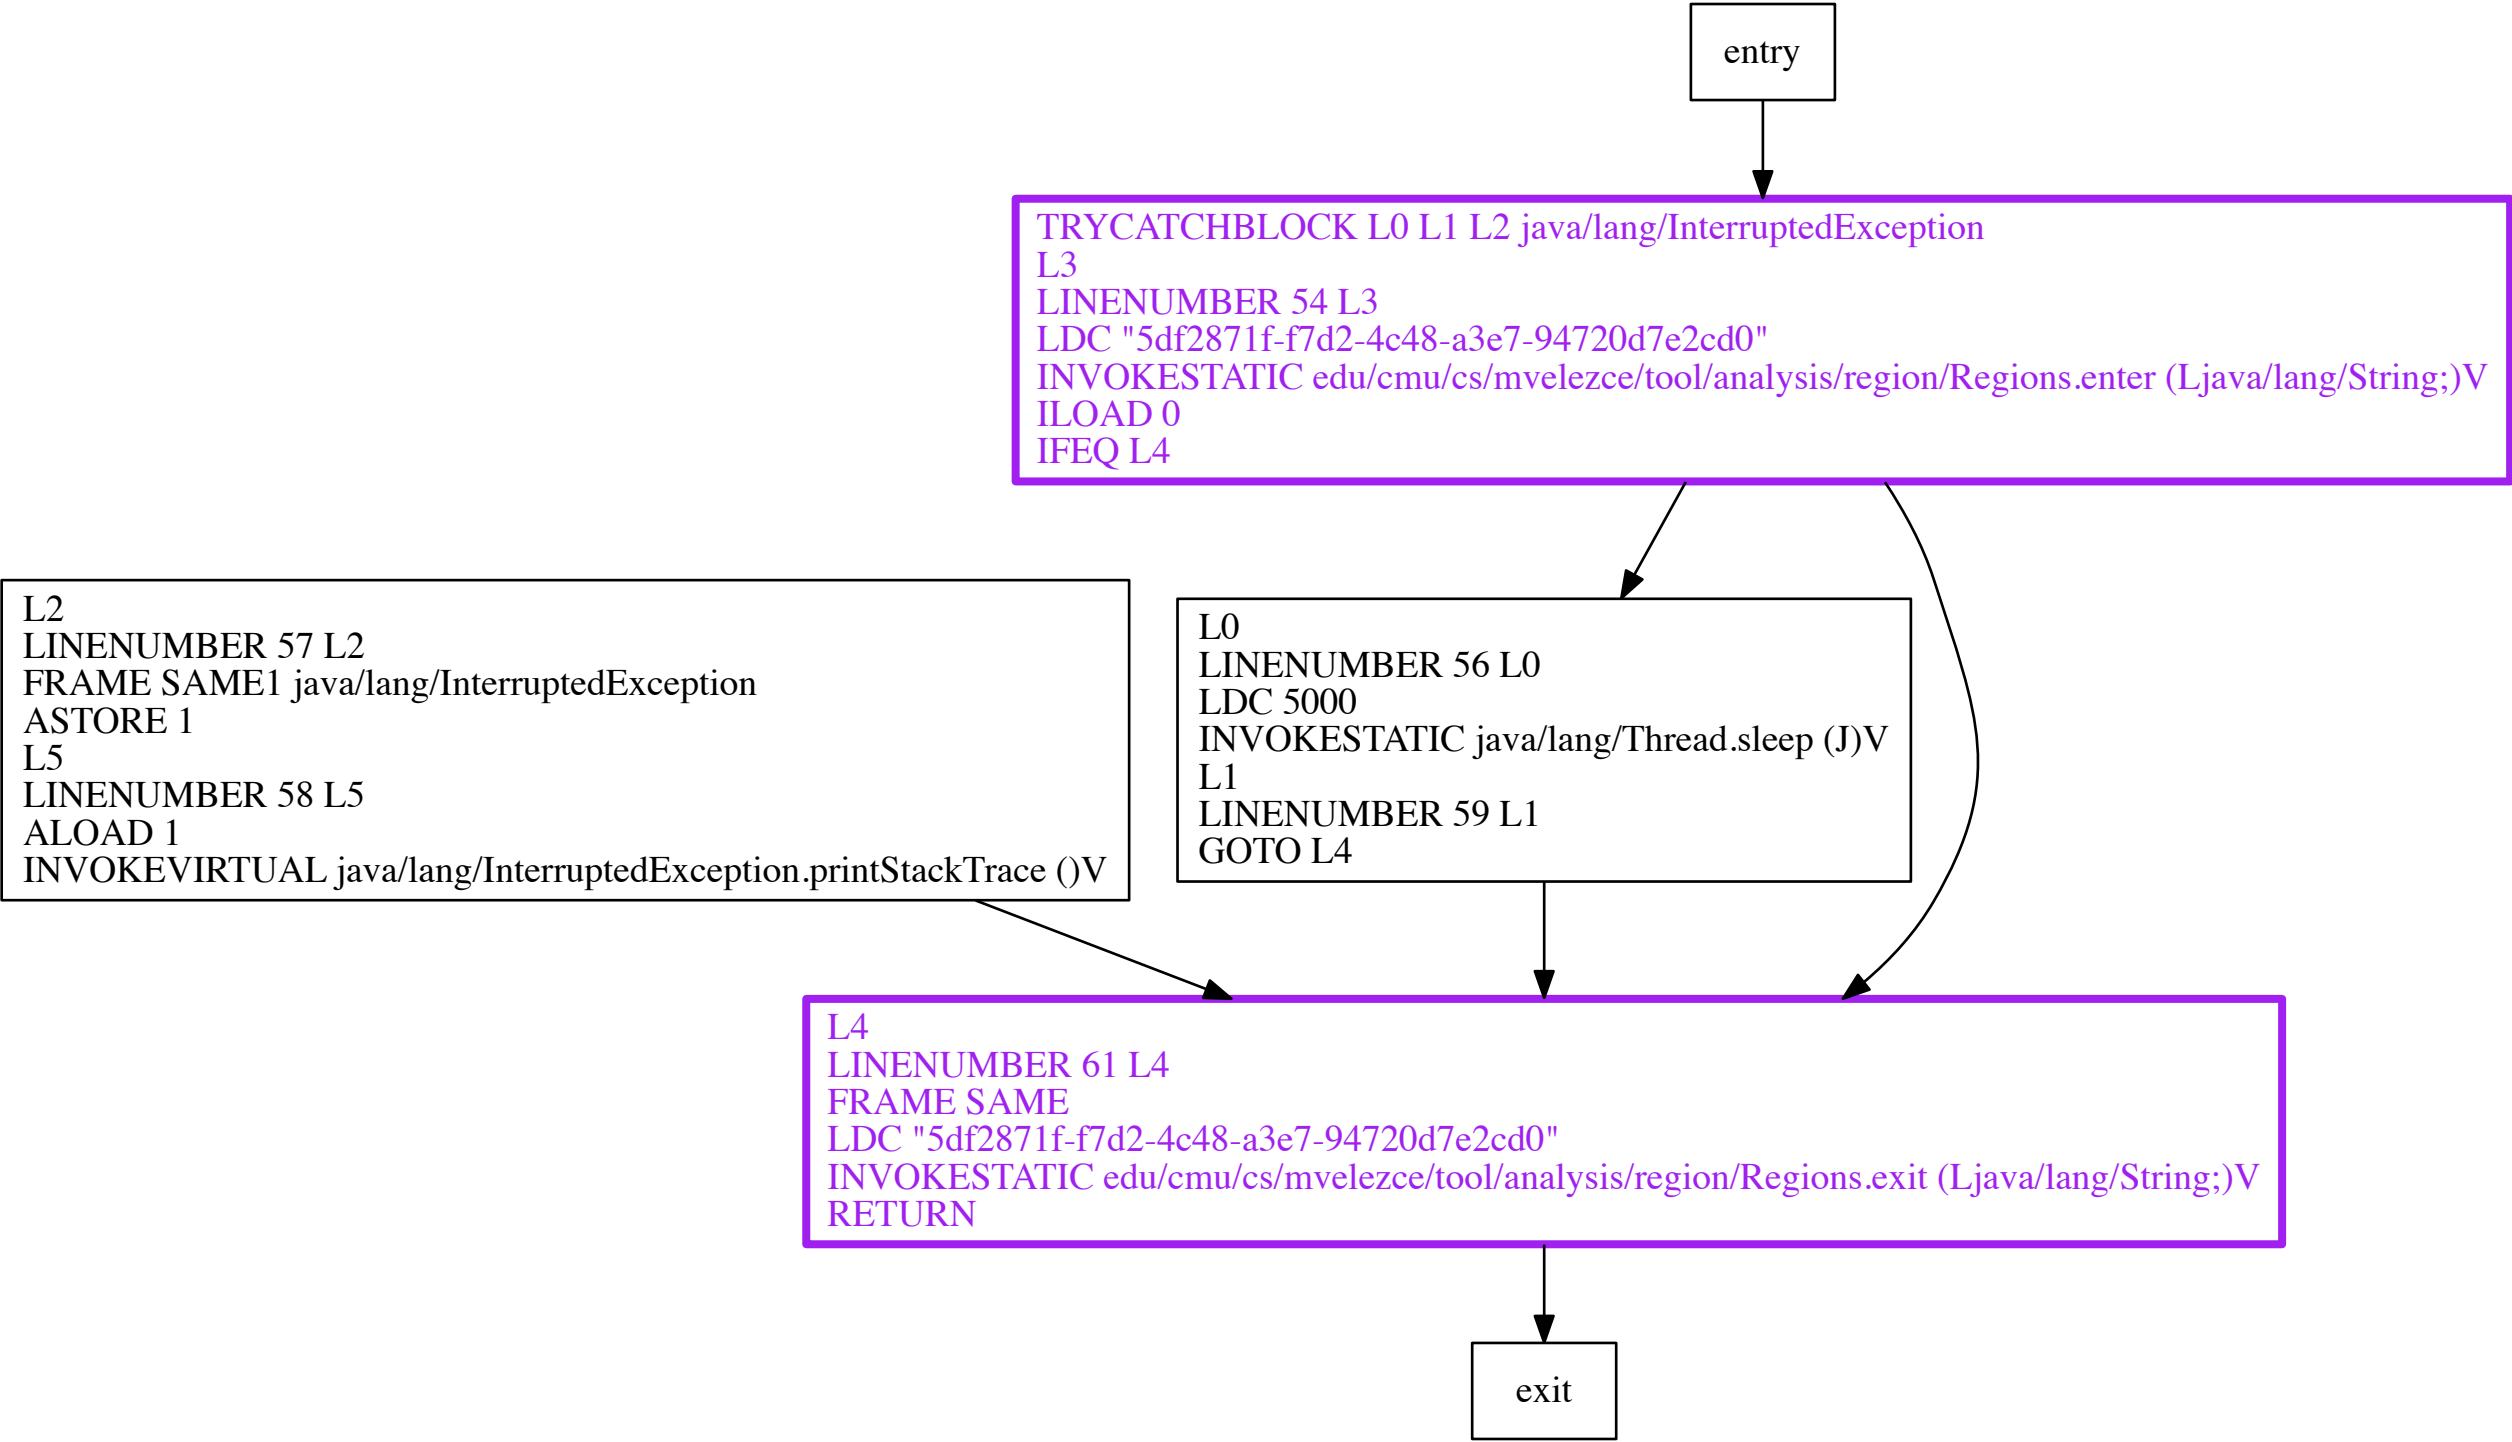 entry
TRYCATCHBLOCK L0 L1 L2 java/lang/InterruptedException
L3
LINENUMBER 54 L3
LDC "5df2871f-f7d2-4c48-a3e7-94720d7e2cd0"
INVOKESTATIC edu/cmu/cs/mvelezce/tool/analysis/region/Regions.enter (Ljava/lang/String;)V
ILOAD 0
IFEQ L4
L2
LINENUMBER 57 L2
FRAME SAME1 java/lang/InterruptedException
ASTORE 1
L5
LINENUMBER 58 L5
ALOAD 1
INVOKEVIRTUAL java/lang/InterruptedException.printStackTrace ()V
L0
LINENUMBER 56 L0
LDC 5000
INVOKESTATIC java/lang/Thread.sleep (J)V
L1
LINENUMBER 59 L1
GOTO L4
L4
LINENUMBER 61 L4
FRAME SAME
LDC "5df2871f-f7d2-4c48-a3e7-94720d7e2cd0"
INVOKESTATIC edu/cmu/cs/mvelezce/tool/analysis/region/Regions.exit (Ljava/lang/String;)V
RETURN
exit